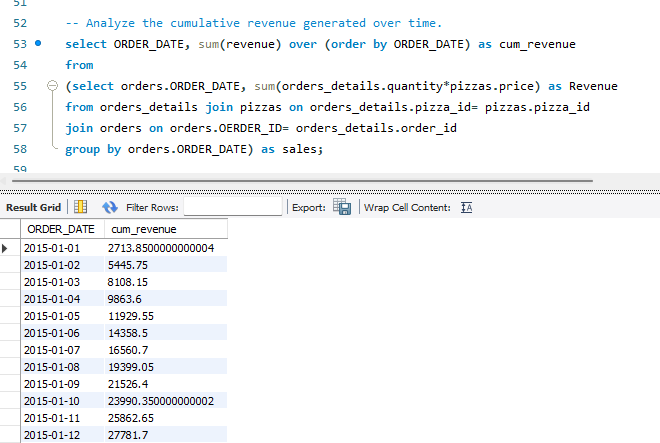 51
52 -- Analyze the cumulative revenue generated over time.
53 select ORDER_DATE, sum(revenue) over (order by ORDER_DATE) as cum_revenue
54 from
55 (select orders.ORDER_DATE, sum(orders_details.quantity*pizzas.price) as Revenue
56 from orders_details join pizzas on orders_details.pizza_id= pizzas.pizza_id
57 join orders on orders.OERDER_ID= orders_details.order_id
58 group by orders.ORDER_DATE) as sales;
59
Result Grid Filter Rows: Export: Wrap Cell Content:
ORDER_DATE cum_revenue
2015-01-01 2713.8500000000004
2015-01-02 5445.75
2015-01-03 8108.15
2015-01-04 9863.6
2015-01-05 11929.55
2015-01-06 14358.5
2015-01-07 16560.7
2015-01-08 19399.05
2015-01-09 21526.4
2015-01-10 23990.350000000002
2015-01-11 25862.65
2015-01-12 27781.7